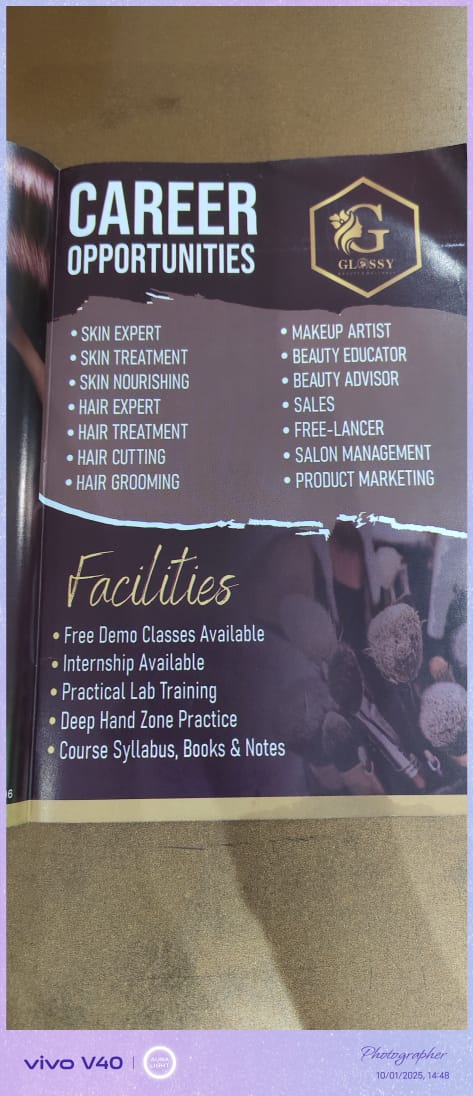 CAREER
OPPORTUNITIES
G
GLOSSY
• SKIN EXPERT
• SKIN TREATMENT
• SKIN NOURISHING
• HAIR EXPERT
• HAIR TREATMENT
• HAIR CUTTING
• HAIR GROOMING
• MAKEUP ARTIST
• BEAUTY EDUCATOR
• BEAUTY ADVISOR
• SALES
• FREE-LANCER
• SALON MANAGEMENT
• PRODUCT MARKETING
Facilities
• Free Demo Classes Available
• Internship Available
• Practical Lab Training
• Deep Hand Zone Practice
• Course Syllabus, Books & Notes
vivo V40 | AURA LIGHT
Photographer
10/01/2025, 14:48